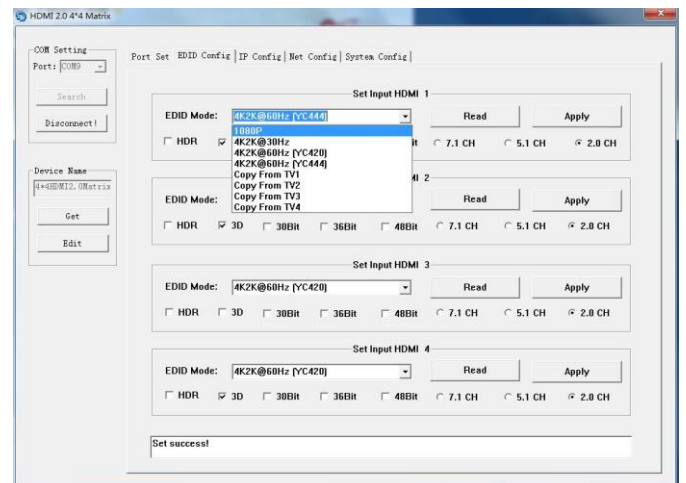 HDMI 2.0 4*4 Matrix
COM Setting
Port: COM9
Search
Disconnect!
Device Name
4*4HDMI2.0Matrix
Get
Edit
Port Set EDID Config IP Config Net Config System Config
Set Input HDMI 1
EDID Mode: 4K2K@60Hz (YC444) Read Apply
1080P
4K2K@30Hz
4K2K@60Hz (YC420)
4K2K@60Hz (YC444)
Copy From TV1
Copy From TV2
Copy From TV3
Copy From TV4
HDR it 7.1 CH 5.1 CH 2.0 CH
MI 2
EDID Mode: Read Apply
HDR 3D 30Bit 36Bit 48Bit 7.1 CH 5.1 CH 2.0 CH
Set Input HDMI 3
EDID Mode: 4K2K@60Hz (YC420) Read Apply
HDR 3D 30Bit 36Bit 48Bit 7.1 CH 5.1 CH 2.0 CH
Set Input HDMI 4
EDID Mode: 4K2K@60Hz (YC420) Read Apply
HDR 3D 30Bit 36Bit 48Bit 7.1 CH 5.1 CH 2.0 CH
Set success!